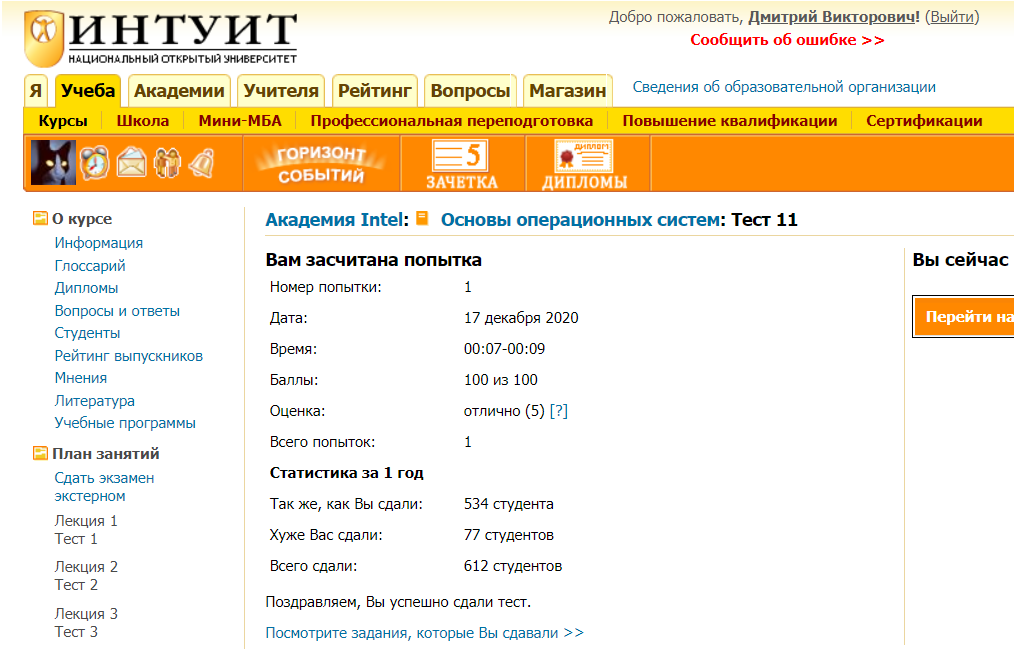 ИНТУИТ
НАЦИОНАЛЬНЫЙ ОТКРЫТЫЙ УНИВЕРСИТЕТ
Добро пожаловать, Дмитрий Викторович! (Выйти)
Сообщить об ошибке >>
Я Учеба Академии Учителя Рейтинг Вопросы Магазин Сведения об образовательной организации
Курсы Школа Мини-МБА Профессиональная переподготовка Повышение квалификации Сертификации
ГОРИЗОНТ СОБЫТИЙ
5
ЗАЧЕТКА
ДИПЛОМ
ДИПЛОМЫ
О курсе
Информация
Глоссарий
Дипломы
Вопросы и ответы
Студенты
Рейтинг выпускников
Мнения
Литература
Учебные программы
План занятий
Сдать экзамен
экстерном
Лекция 1
Тест 1
Лекция 2
Тест 2
Лекция 3
Тест 3
Академия Intel: Основы операционных систем: Тест 11
Вам засчитана попытка
Номер попытки: 1
Дата: 17 декабря 2020
Время: 00:07-00:09
Баллы: 100 из 100
Оценка: отлично (5) [?]
Всего попыток: 1
Статистика за 1 год
Так же, как Вы сдали: 534 студента
Хуже Вас сдали: 77 студентов
Всего сдали: 612 студентов
Поздравляем, Вы успешно сдали тест.
Посмотрите задания, которые Вы сдавали >>
Вы сейчас
Перейти на